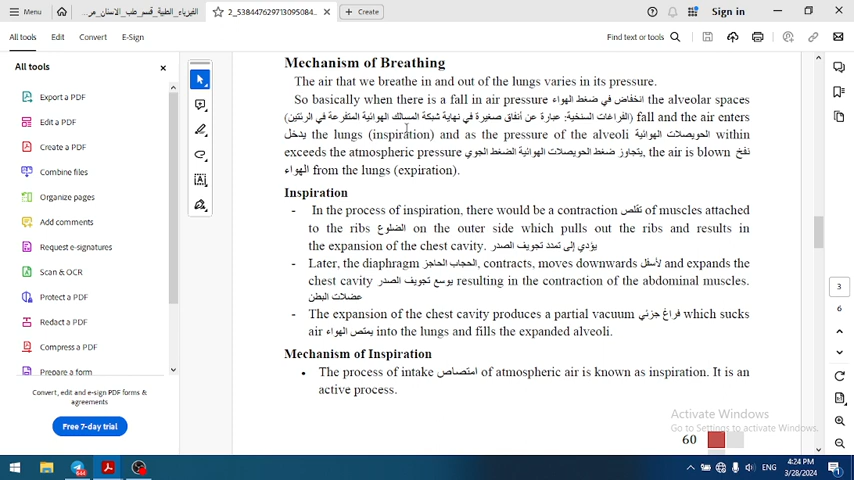 Menu
الفيزياء الطبية_قسم_طب_الاسنان_مر...
2_538447629713095084...
Create
Sign in
All tools
Edit
Convert
E-Sign
Find text or tools
All tools
Export a PDF
Edit a PDF
Create a PDF
Combine files
Organize pages
Add comments
Request e-signatures
Scan & OCR
Protect a PDF
Redact a PDF
Compress a PDF
Prepare a form
Convert, edit and e-sign PDF forms &
agreements
Free 7-day trial
Mechanism of Breathing
The air that we breathe in and out of the lungs varies in its pressure.
So basically when there is a fall in air pressure انخفاض في ضغط الهواء the alveolar spaces
(الفراغات السنخية: عبارة عن أنفاق صغيرة في نهاية شبكة المسالك الهوائية المتفرعة في الرئتين) fall and the air enters
يدخل the lungs (inspiration) and as the pressure of the alveoli الحويصلات الهوائية within
exceeds the atmospheric pressure يتجاوز ضغط الحويصلات الهوائية الضغط الجوي, the air is blown نفخ
الهواء from the lungs (expiration).
Inspiration
- In the process of inspiration, there would be a contraction تقلص of muscles attached
to the ribs الضلوع on the outer side which pulls out the ribs and results in
the expansion of the chest cavity. يؤدي إلى تمدد تجويف الصدر
- Later, the diaphragm الحجاب الحاجز, contracts, moves downwards لأسفل and expands the
chest cavity يوسع تجويف الصدر resulting in the contraction of the abdominal muscles.
عضلات البطن
- The expansion of the chest cavity produces a partial vacuum فراغ جزئي which sucks
air يمتص الهواء into the lungs and fills the expanded alveoli.
Mechanism of Inspiration
• The process of intake امتصاص of atmospheric air is known as inspiration. It is an
active process.
60
3
6
Activate Windows
Go to Settings to activate Windows.
644
ENG
4:24 PM
3/28/2024
1